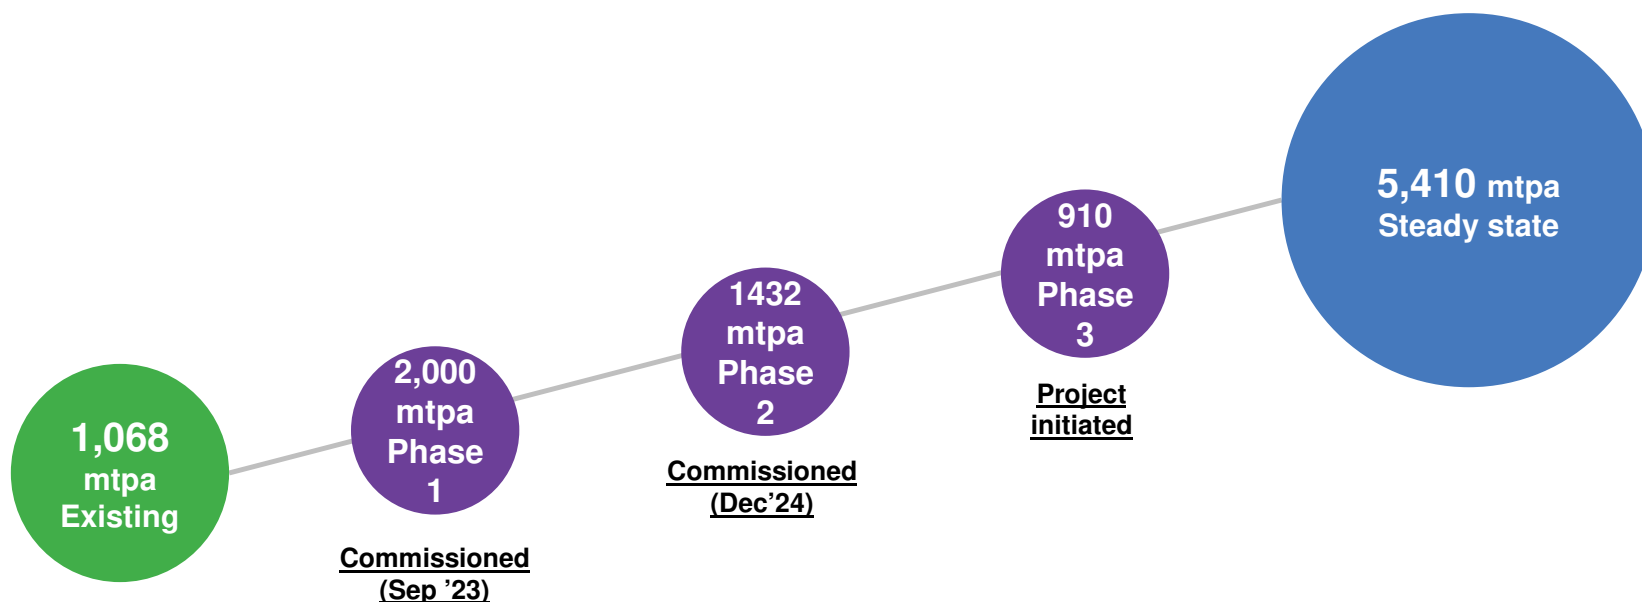 1,068
mtpa
Existing
2,000
mtpa
Phase
1
Commissioned
(Sep ’23)
1432
mtpa
Phase
2
Commissioned
(Dec’24)
910
mtpa
Phase
3
Project
initiated
5,410 mtpa
Steady state